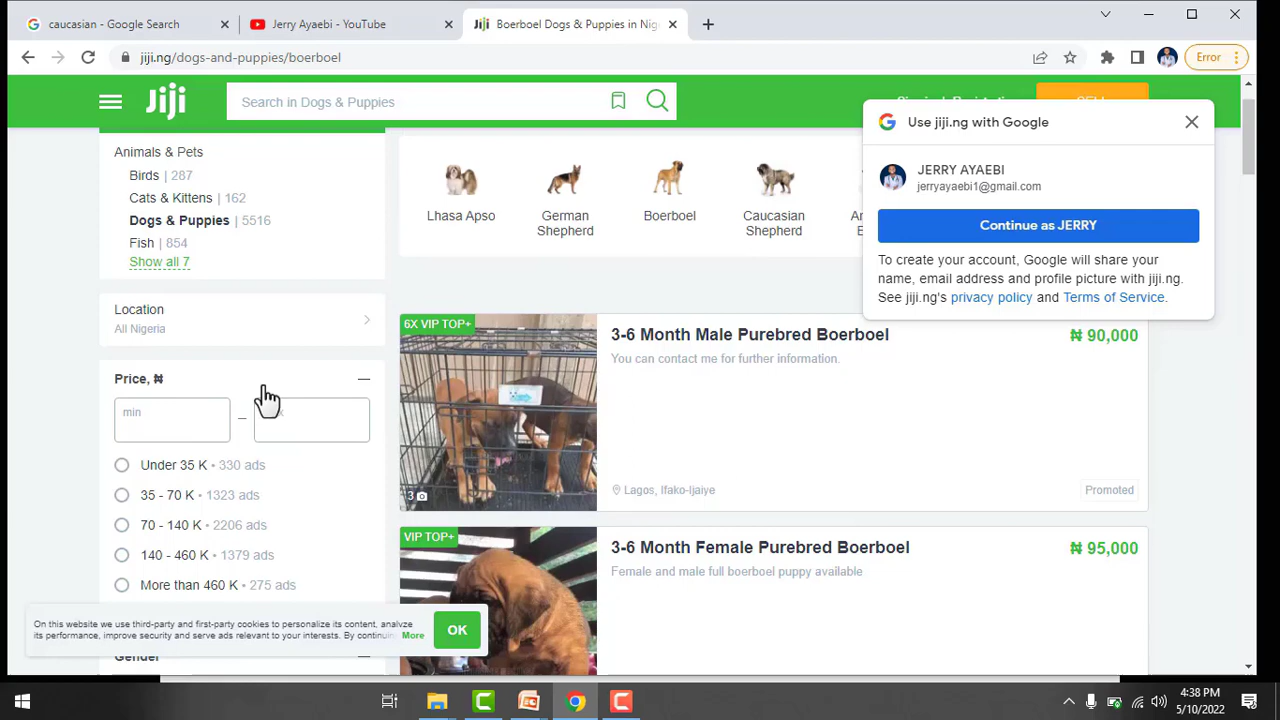 caucasian - Google Search
Jerry Ayaebi - YouTube
Jiji
Boerboel Dogs & Puppies in Nig
jiji.ng/dogs-and-puppies/boerboel
Error
Jiji
Search in Dogs & Puppies
Use jiji.ng with Google
JERRY AYAEBI
jerryayaebi1@gmail.com
Continue as JERRY
To create your account, Google will share your
name, email address and profile picture with jiji.ng.
See jiji.ng's privacy policy and Terms of Service.
Animals & Pets
Birds | 287
Cats & Kittens | 162
Dogs & Puppies | 5516
Fish | 854
Show all 7
Lhasa Apso
German
Shepherd
Boerboel
Caucasian
Shepherd
Location
All Nigeria
Price, ₦
min
Under 35 K • 330 ads
35 - 70 K • 1323 ads
70 - 140 K • 2206 ads
140 - 460 K • 1379 ads
More than 460 K • 275 ads
Gender
6X VIP TOP+
3
3-6 Month Male Purebred Boerboel
₦ 90,000
You can contact me for further information.
Lagos, Ifako-Ijaiye
Promoted
VIP TOP+
3-6 Month Female Purebred Boerboel
₦ 95,000
Female and male full boerboel puppy available
On this website we use third-party and first-party cookies to personalize its content, analyze
its performance, improve security and serve ads relevant to your interests. By continuin
More
OK
4:38 PM
5/10/2022